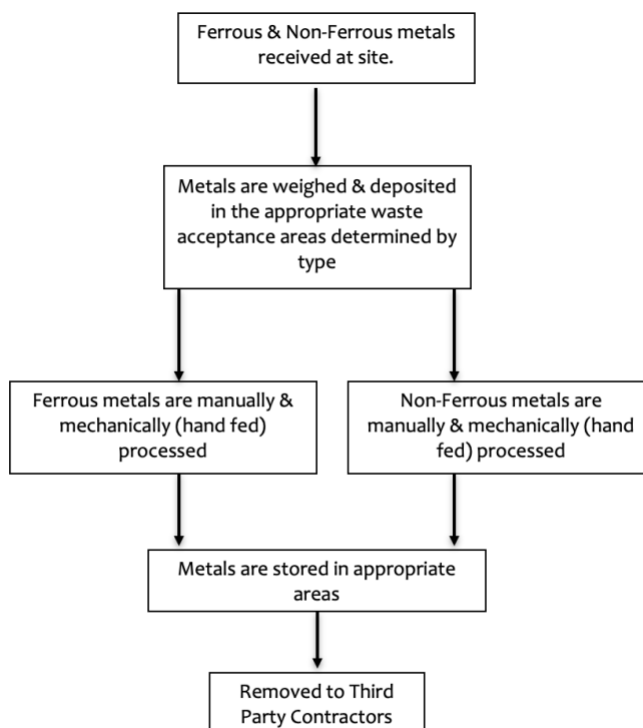 Ferrous & Non-Ferrous metals
received at site.
Metals are weighed & deposited
in the appropriate waste
acceptance areas determined by
type
Ferrous metals are manually &
mechanically (hand fed)
processed
Non-Ferrous metals are
manually & mechanically (hand
fed) processed
Metals are stored in appropriate
areas
Removed to Third
Party Contractors